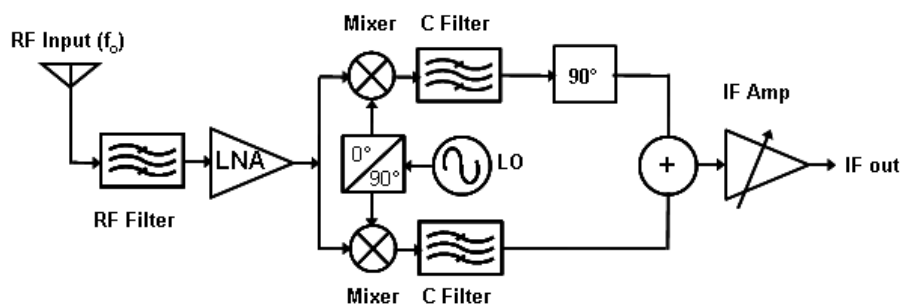 Mixer
C Filter
RF Input (fo)
90°
IF Amp
LNA
0°
90°
LO
+
IF out
RF Filter
Mixer
C Filter